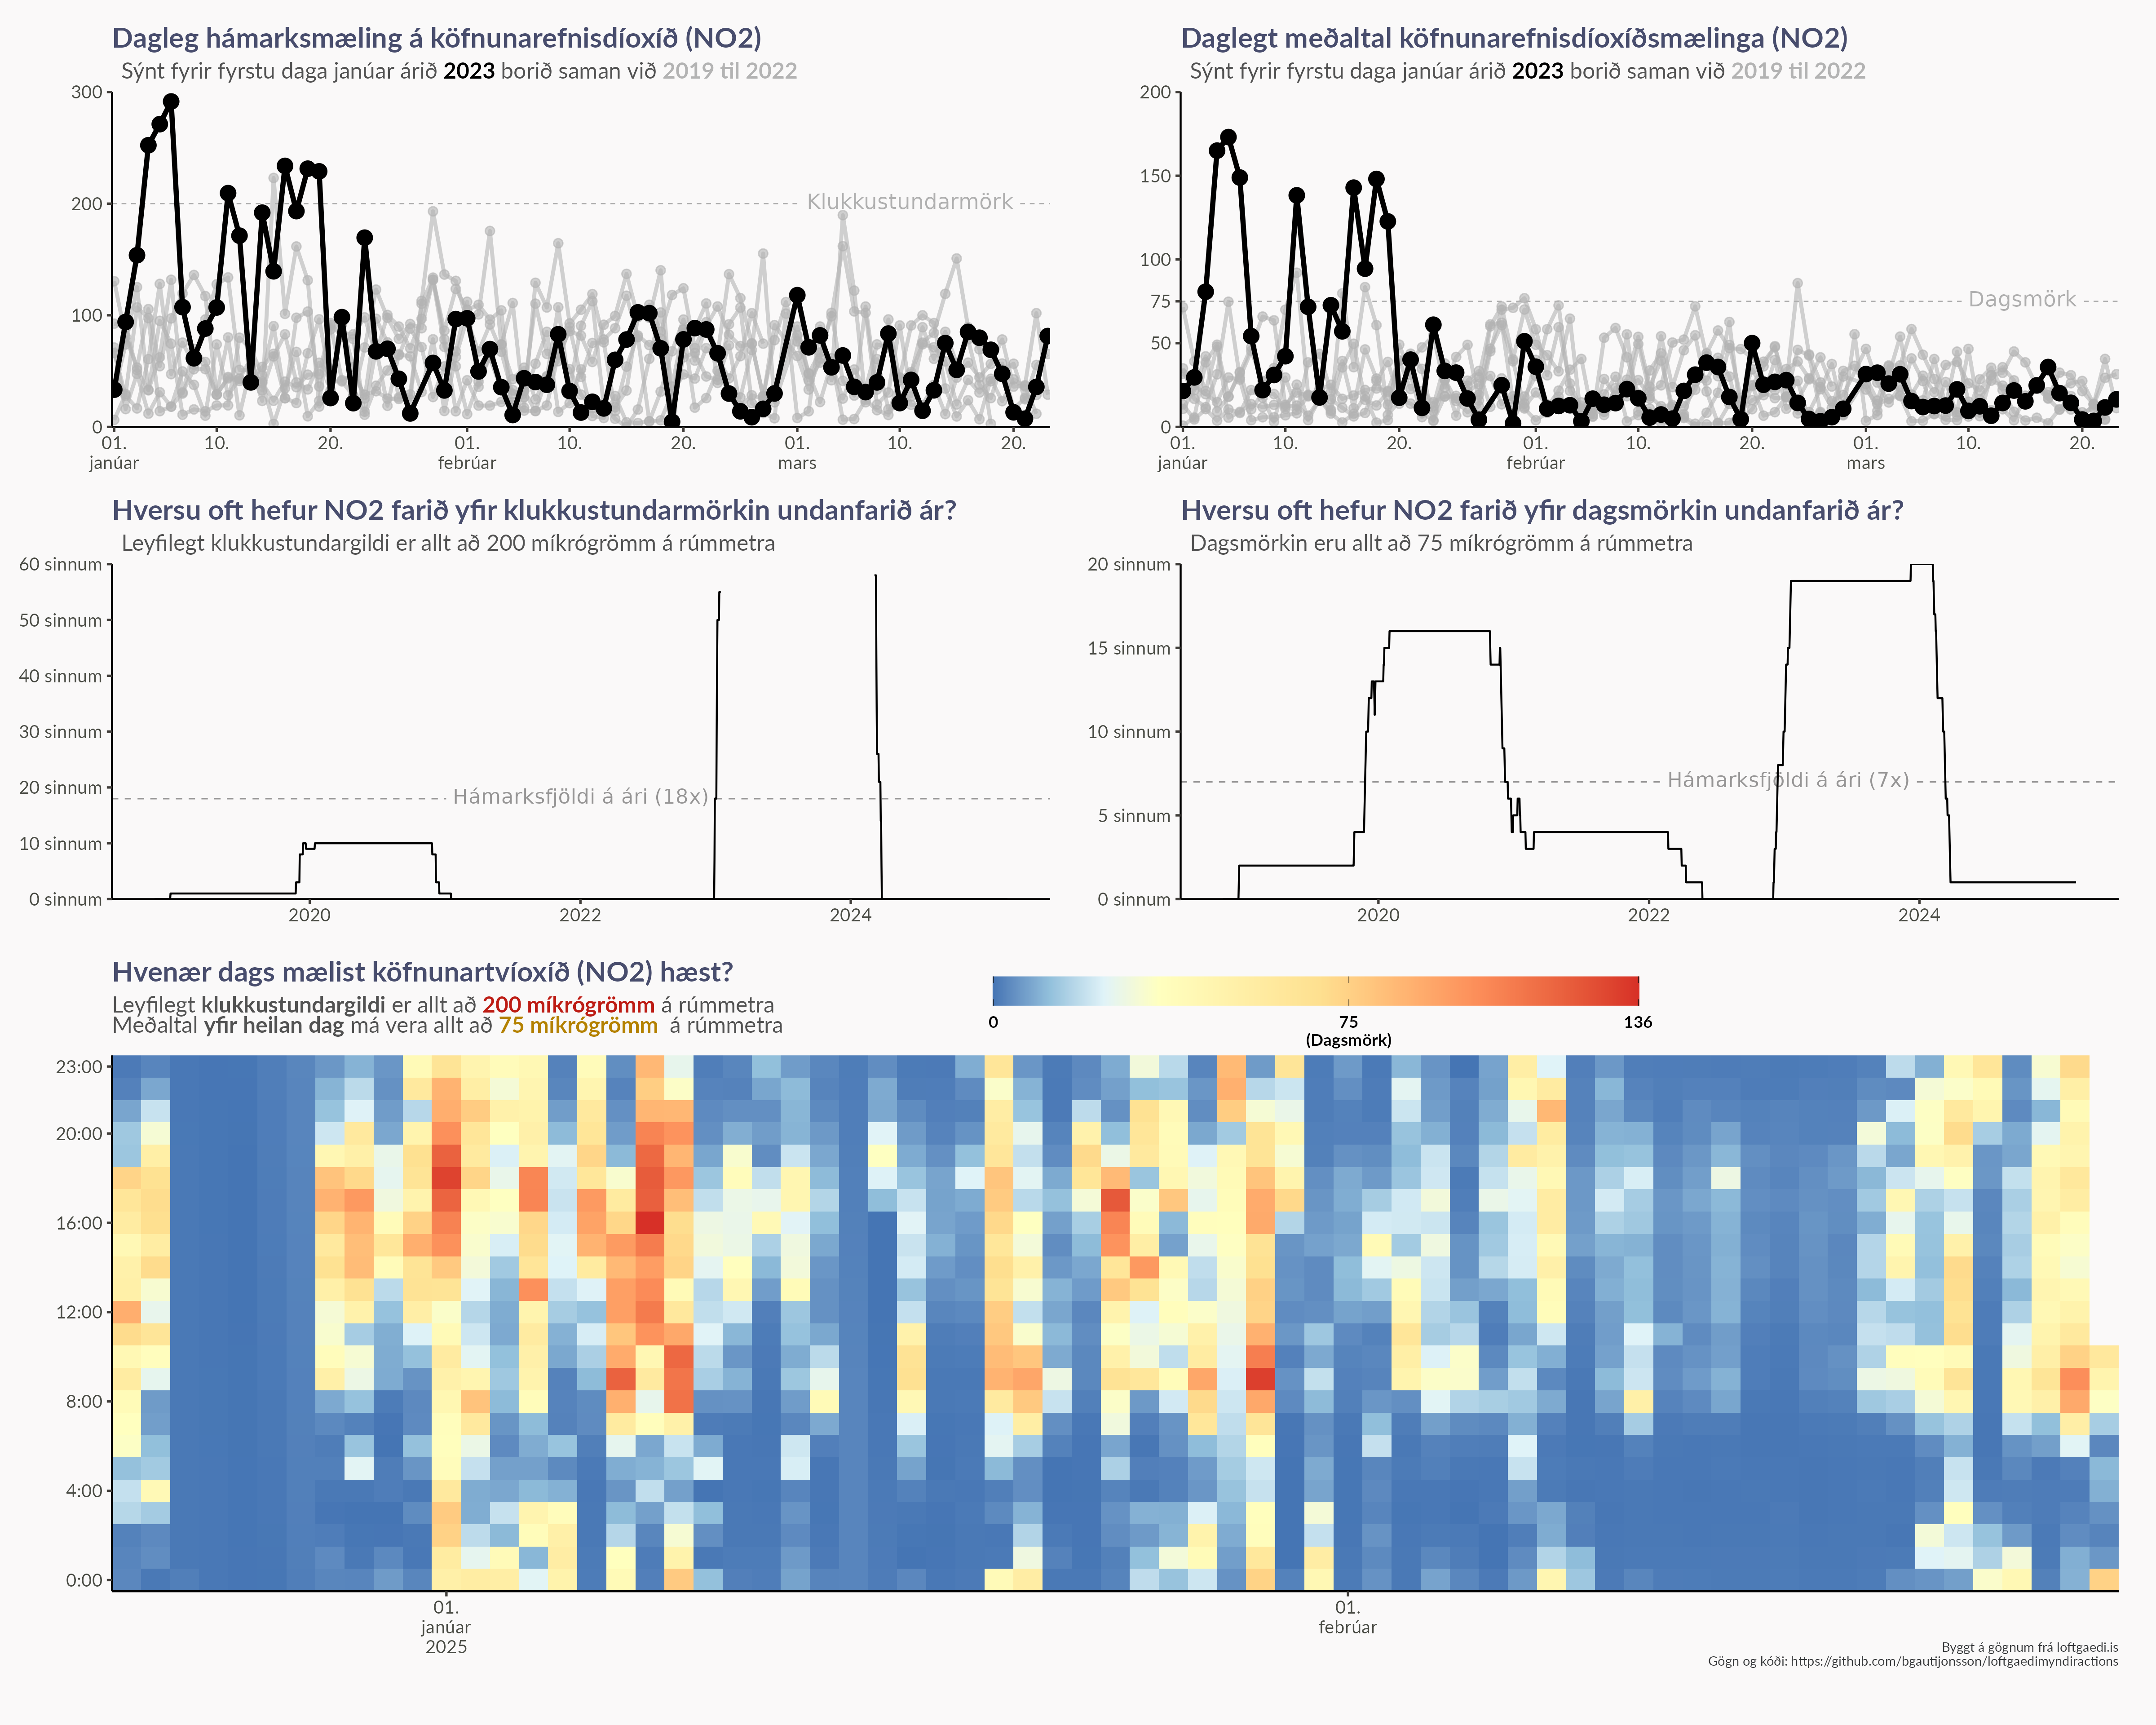 Dagleg hámarksmæling á köfnunarefnisdíoxíð (NO2)
Sýnt fyrir fyrstu daga janúar árið 2023 borið saman við 2019 til 2022
300
200
100
0
Klukkustundarmörk
01. 10. 20. 01. 10. 20. 01. 10. 20.
janúar febrúar mars
Daglegt meðaltal köfnunarefnisdíoxíðsmælinga (NO2)
Sýnt fyrir fyrstu daga janúar árið 2023 borið saman við 2019 til 2022
200
150
100
75
50
0
Dagsmörk
01. 10. 20. 01. 10. 20. 01. 10. 20.
janúar febrúar mars
Hversu oft hefur NO2 farið yfir klukkustundarmörkin undanfarið ár?
Leyfilegt klukkustundargildi er allt að 200 míkrógrömm á rúmmetra
60 sinnum
50 sinnum
40 sinnum
30 sinnum
20 sinnum
10 sinnum
0 sinnum
Hámarksfjöldi á ári (18x)
2020 2022 2024
Hversu oft hefur NO2 farið yfir dagsmörkin undanfarið ár?
Dagsmörkin eru allt að 75 míkrógrömm á rúmmetra
20 sinnum
15 sinnum
10 sinnum
5 sinnum
0 sinnum
Hámarksfjöldi á ári (7x)
2020 2022 2024
Hvenær dags mælist köfnunartvíoxíð (NO2) hæst?
Leyfilegt klukkustundargildi er allt að 200 míkrógrömm á rúmmetra
Meðaltal yfir heilan dag má vera allt að 75 míkrógrömm á rúmmetra
0 75 136
(Dagsmörk)
23:00
20:00
16:00
12:00
8:00
4:00
0:00
01. 01.
janúar febrúar
2025
Byggt á gögnum frá loftgaedi.is
Gögn og kóði: https://github.com/bgautijonsson/loftgaedimyndiractions